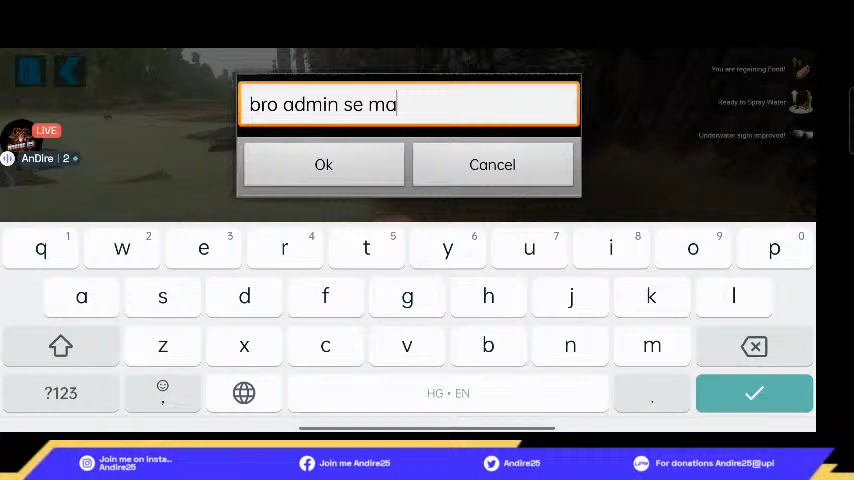 You are regaining Food!
bro admin se ma
Ready to Spray Water
LIVE
Underwater sight improved!
AnDire 2
Ok
Cancel
q 1 w 2 e 3 r 4 t 5 y 6 u 7 i 8 o 9 p 0
a s d f g h j k l
z x c v b n m
?123 , HG • EN .
Join me on insta..
Andire25
Join me Andire25
Andire25
UPI
For donations Andire25@upi